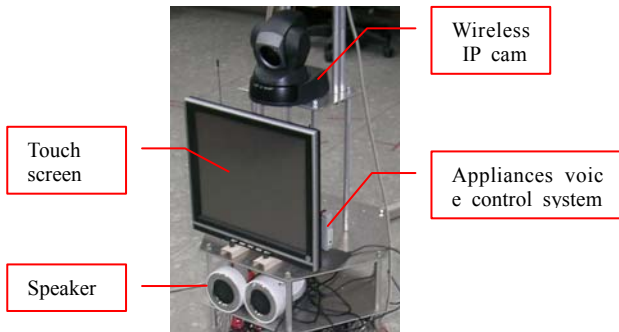 Wireless
IP cam
Touch
screen
Appliances voic
e control system
Speaker